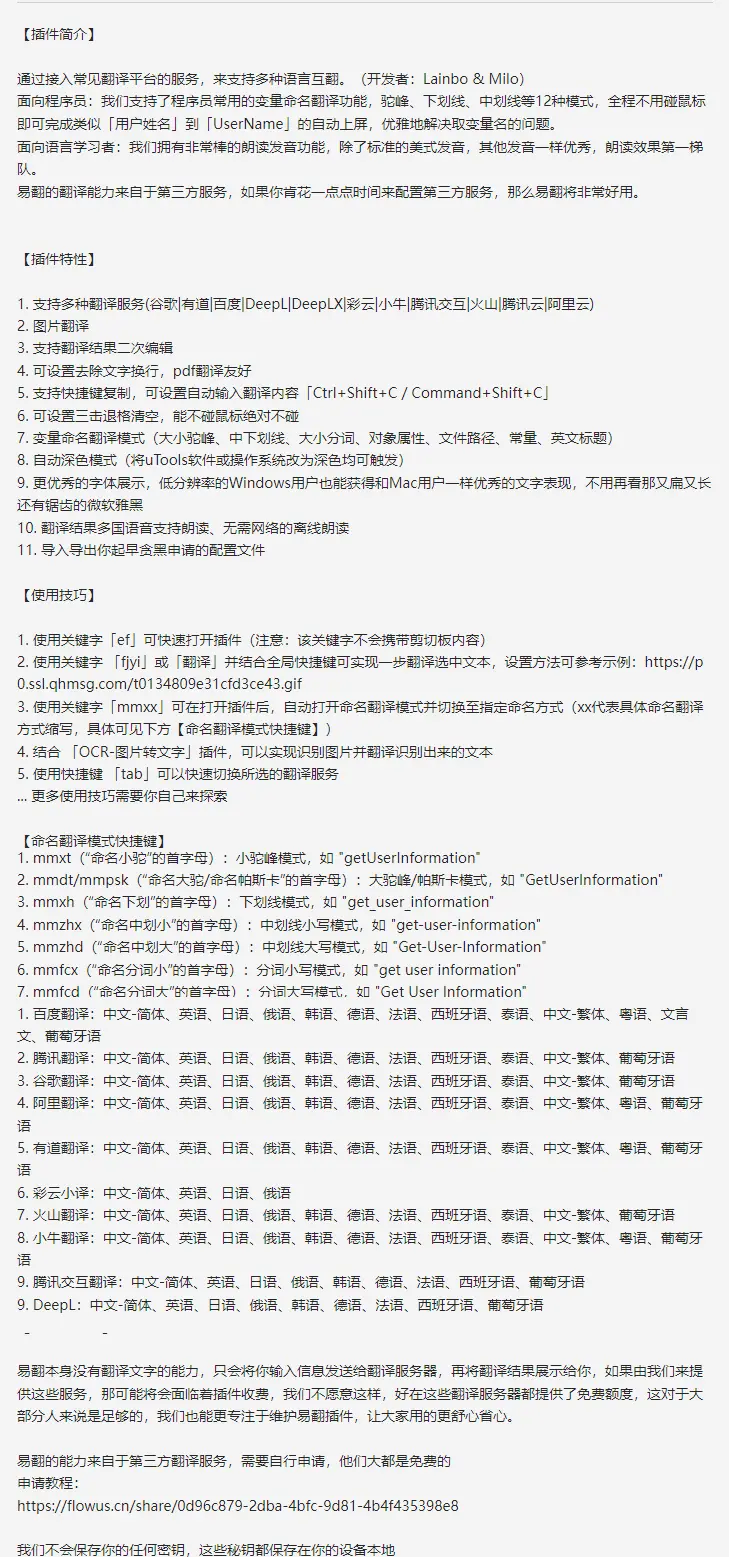 【插件简介】
通过接入常见翻译平台的服务，来支持多种语言互翻。（开发者：Lainbo & Milo）
面向程序员：我们支持了程序员常用的变量命名翻译功能，驼峰、下划线、中划线等12种模式，全程不用碰鼠标
即可完成类似「用户姓名」到「UserName」的自动上屏，优雅地解决取变量名的问题。
面向语言学习者：我们拥有非常棒的朗读发音功能，除了标准的美式发音，其他发音一样优秀，朗读效果第一梯
队。
易翻的翻译能力来自于第三方服务，如果你肯花一点点时间来配置第三方服务，那么易翻将非常好用。
【插件特性】
1. 支持多种翻译服务(谷歌|有道|百度|DeepL|DeepLX|彩云|小牛|腾讯交互|火山|腾讯云|阿里云)
2. 图片翻译
3. 支持翻译结果二次编辑
4. 可设置去除文字换行，pdf翻译友好
5. 支持快捷键复制，可设置自动输入翻译内容「Ctrl+Shift+C / Command+Shift+C」
6. 可设置三击退格清空，能不碰鼠标绝对不碰
7. 变量命名翻译模式（大小驼峰、中下划线、大小分词、对象属性、文件路径、常量、英文标题）
8. 自动深色模式（将uTools软件或操作系统改为深色均可触发）
9. 更优秀的字体展示，低分辨率的Windows用户也能获得和Mac用户一样优秀的文字表现，不用再看那又扁又长
还有锯齿的微软雅黑
10. 翻译结果多国语音支持朗读、无需网络的离线朗读
11. 导入导出你起早贪黑申请的配置文件
【使用技巧】
1. 使用关键字「ef」可快速打开插件（注意：该关键字不会携带剪切板内容）
2. 使用关键字 「fjyi」或「翻译」并结合全局快捷键可实现一步翻译选中文本，设置方法可参考示例：https://p
0.ssl.qhmsg.com/t0134809e31cfd3ce43.gif
3. 使用关键字「mmxx」可在打开插件后，自动打开命名翻译模式并切换至指定命名方式（xx代表具体命名翻译
方式缩写，具体可见下方【命名翻译模式快捷键】）
4. 结合 「OCR-图片转文字」插件，可以实现识别图片并翻译识别出来的文本
5. 使用快捷键 「tab」可以快速切换所选的翻译服务
... 更多使用技巧需要你自己来探索
【命名翻译模式快捷键】
1. mmxt（“命名小驼”的首字母）：小驼峰模式，如 "getUserInformation"
2. mmdt/mmpsk（“命名大驼/命名帕斯卡”的首字母）：大驼峰/帕斯卡模式，如 "GetUserInformation"
3. mmxh（“命名下划”的首字母）：下划线模式，如 "get_user_information"
4. mmzhx（“命名中划小”的首字母）：中划线小写模式，如 "get-user-information"
5. mmzhd（“命名中划大”的首字母）：中划线大写模式，如 "Get-User-Information"
6. mmfcx（“命名分词小”的首字母）：分词小写模式，如 "get user information"
7. mmfcd（“命名分词大”的首字母）：分词大写模式，如 "Get User Information"
1. 百度翻译：中文-简体、英语、日语、俄语、韩语、德语、法语、西班牙语、泰语、中文-繁体、粤语、文言
文、葡萄牙语
2. 腾讯翻译：中文-简体、英语、日语、俄语、韩语、德语、法语、西班牙语、泰语、中文-繁体、葡萄牙语
3. 谷歌翻译：中文-简体、英语、日语、俄语、韩语、德语、法语、西班牙语、泰语、中文-繁体、葡萄牙语
4. 阿里翻译：中文-简体、英语、日语、俄语、韩语、德语、法语、西班牙语、泰语、中文-繁体、粤语、葡萄牙
语
5. 有道翻译：中文-简体、英语、日语、俄语、韩语、德语、法语、西班牙语、泰语、中文-繁体、粤语、葡萄牙
语
6. 彩云小译：中文-简体、英语、日语、俄语
7. 火山翻译：中文-简体、英语、日语、俄语、韩语、德语、法语、西班牙语、泰语、中文-繁体、葡萄牙语
8. 小牛翻译：中文-简体、英语、日语、俄语、韩语、德语、法语、西班牙语、泰语、中文-繁体、粤语、葡萄牙
语
9. 腾讯交互翻译：中文-简体、英语、日语、俄语、韩语、德语、法语、西班牙语、葡萄牙语
9. DeepL：中文-简体、英语、日语、俄语、韩语、德语、法语、西班牙语、葡萄牙语
易翻本身没有翻译文字的能力，只会将你输入信息发送给翻译服务器，再将翻译结果展示给你，如果由我们来提
供这些服务，那可能将会面临着插件收费，我们不愿意这样，好在这些翻译服务器都提供了免费额度，这对于大
部分人来说是足够的，我们也能更专注于维护易翻插件，让大家用的更舒心省心。
易翻的能力来自于第三方翻译服务，需要自行申请，他们大都是免费的
申请教程：
https://flowus.cn/share/0d96c879-2dba-4bfc-9d81-4b4f435398e8
我们不会保存你的任何密钥，这些秘钥都保存在你的设备本地